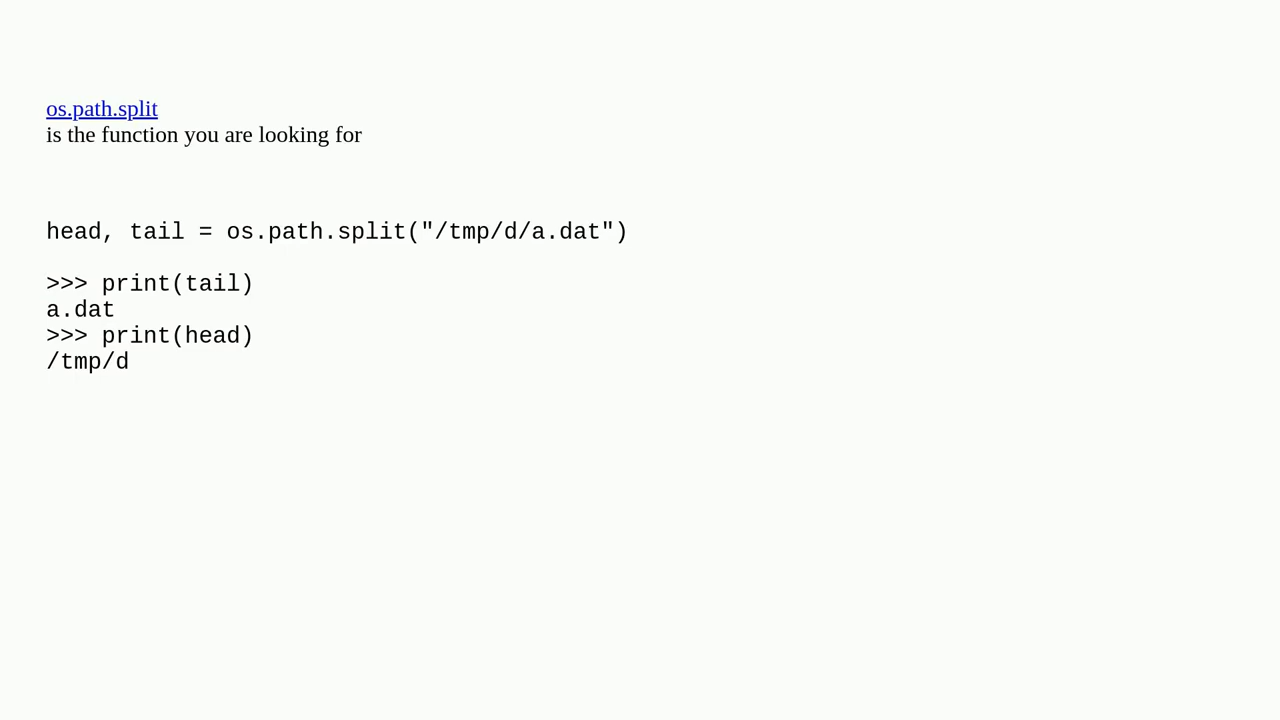 os.path.split
is the function you are looking for
head, tail = os.path.split("/tmp/d/a.dat")
>>> print(tail)
a.dat
>>> print(head)
/tmp/d